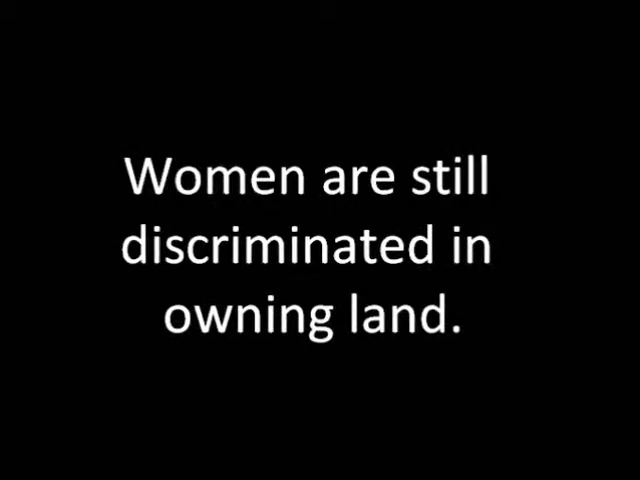 Women are still
discriminated in
owning land.